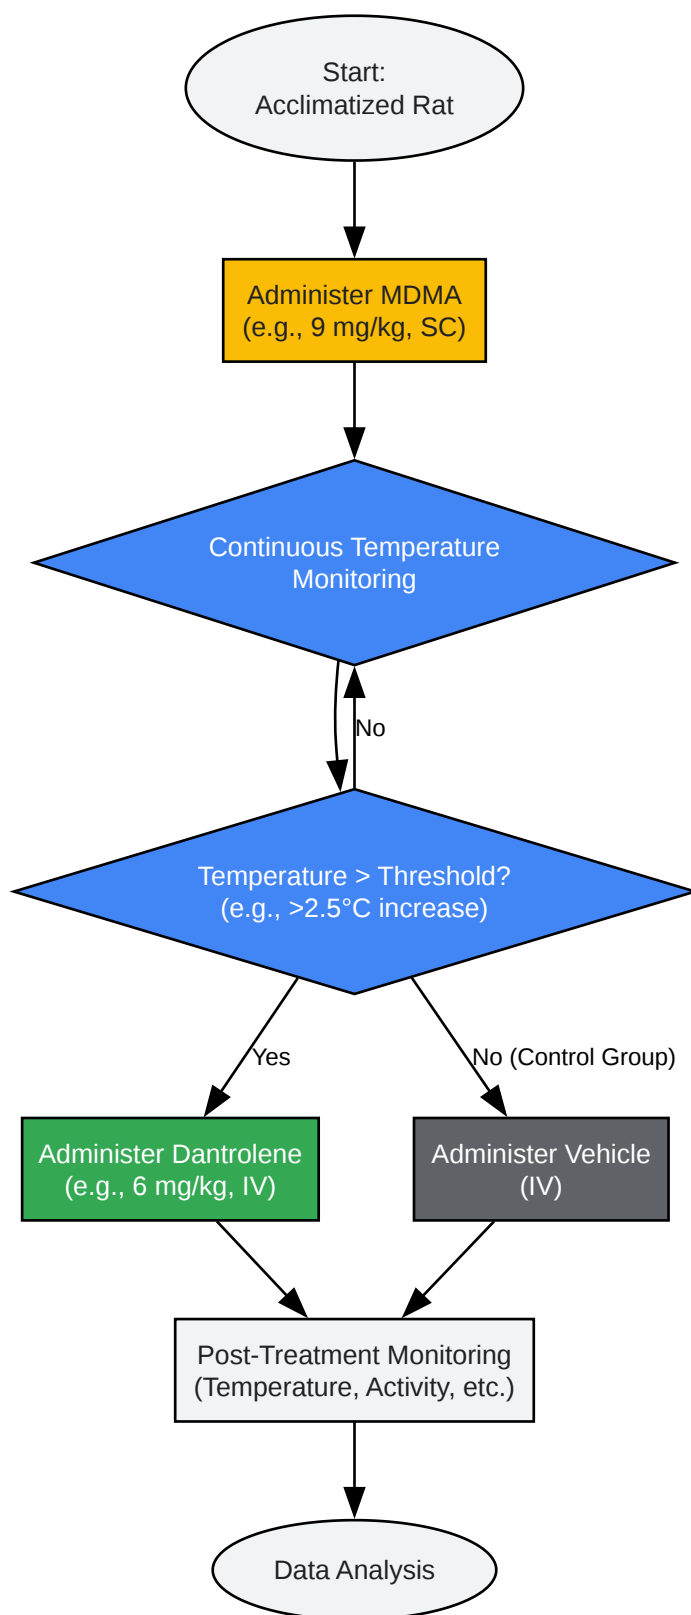 Start:
Acclimatized Rat
Administer MDMA
(e.g., 9 mg/kg, SC)
Continuous Temperature
Monitoring
No
Temperature > Threshold?
(e.g., >2.5°C increase)
Yes
No (Control Group)
Administer Dantrolene
(e.g., 6 mg/kg, IV)
Administer Vehicle
(IV)
Post-Treatment Monitoring
(Temperature, Activity, etc.)
Data Analysis